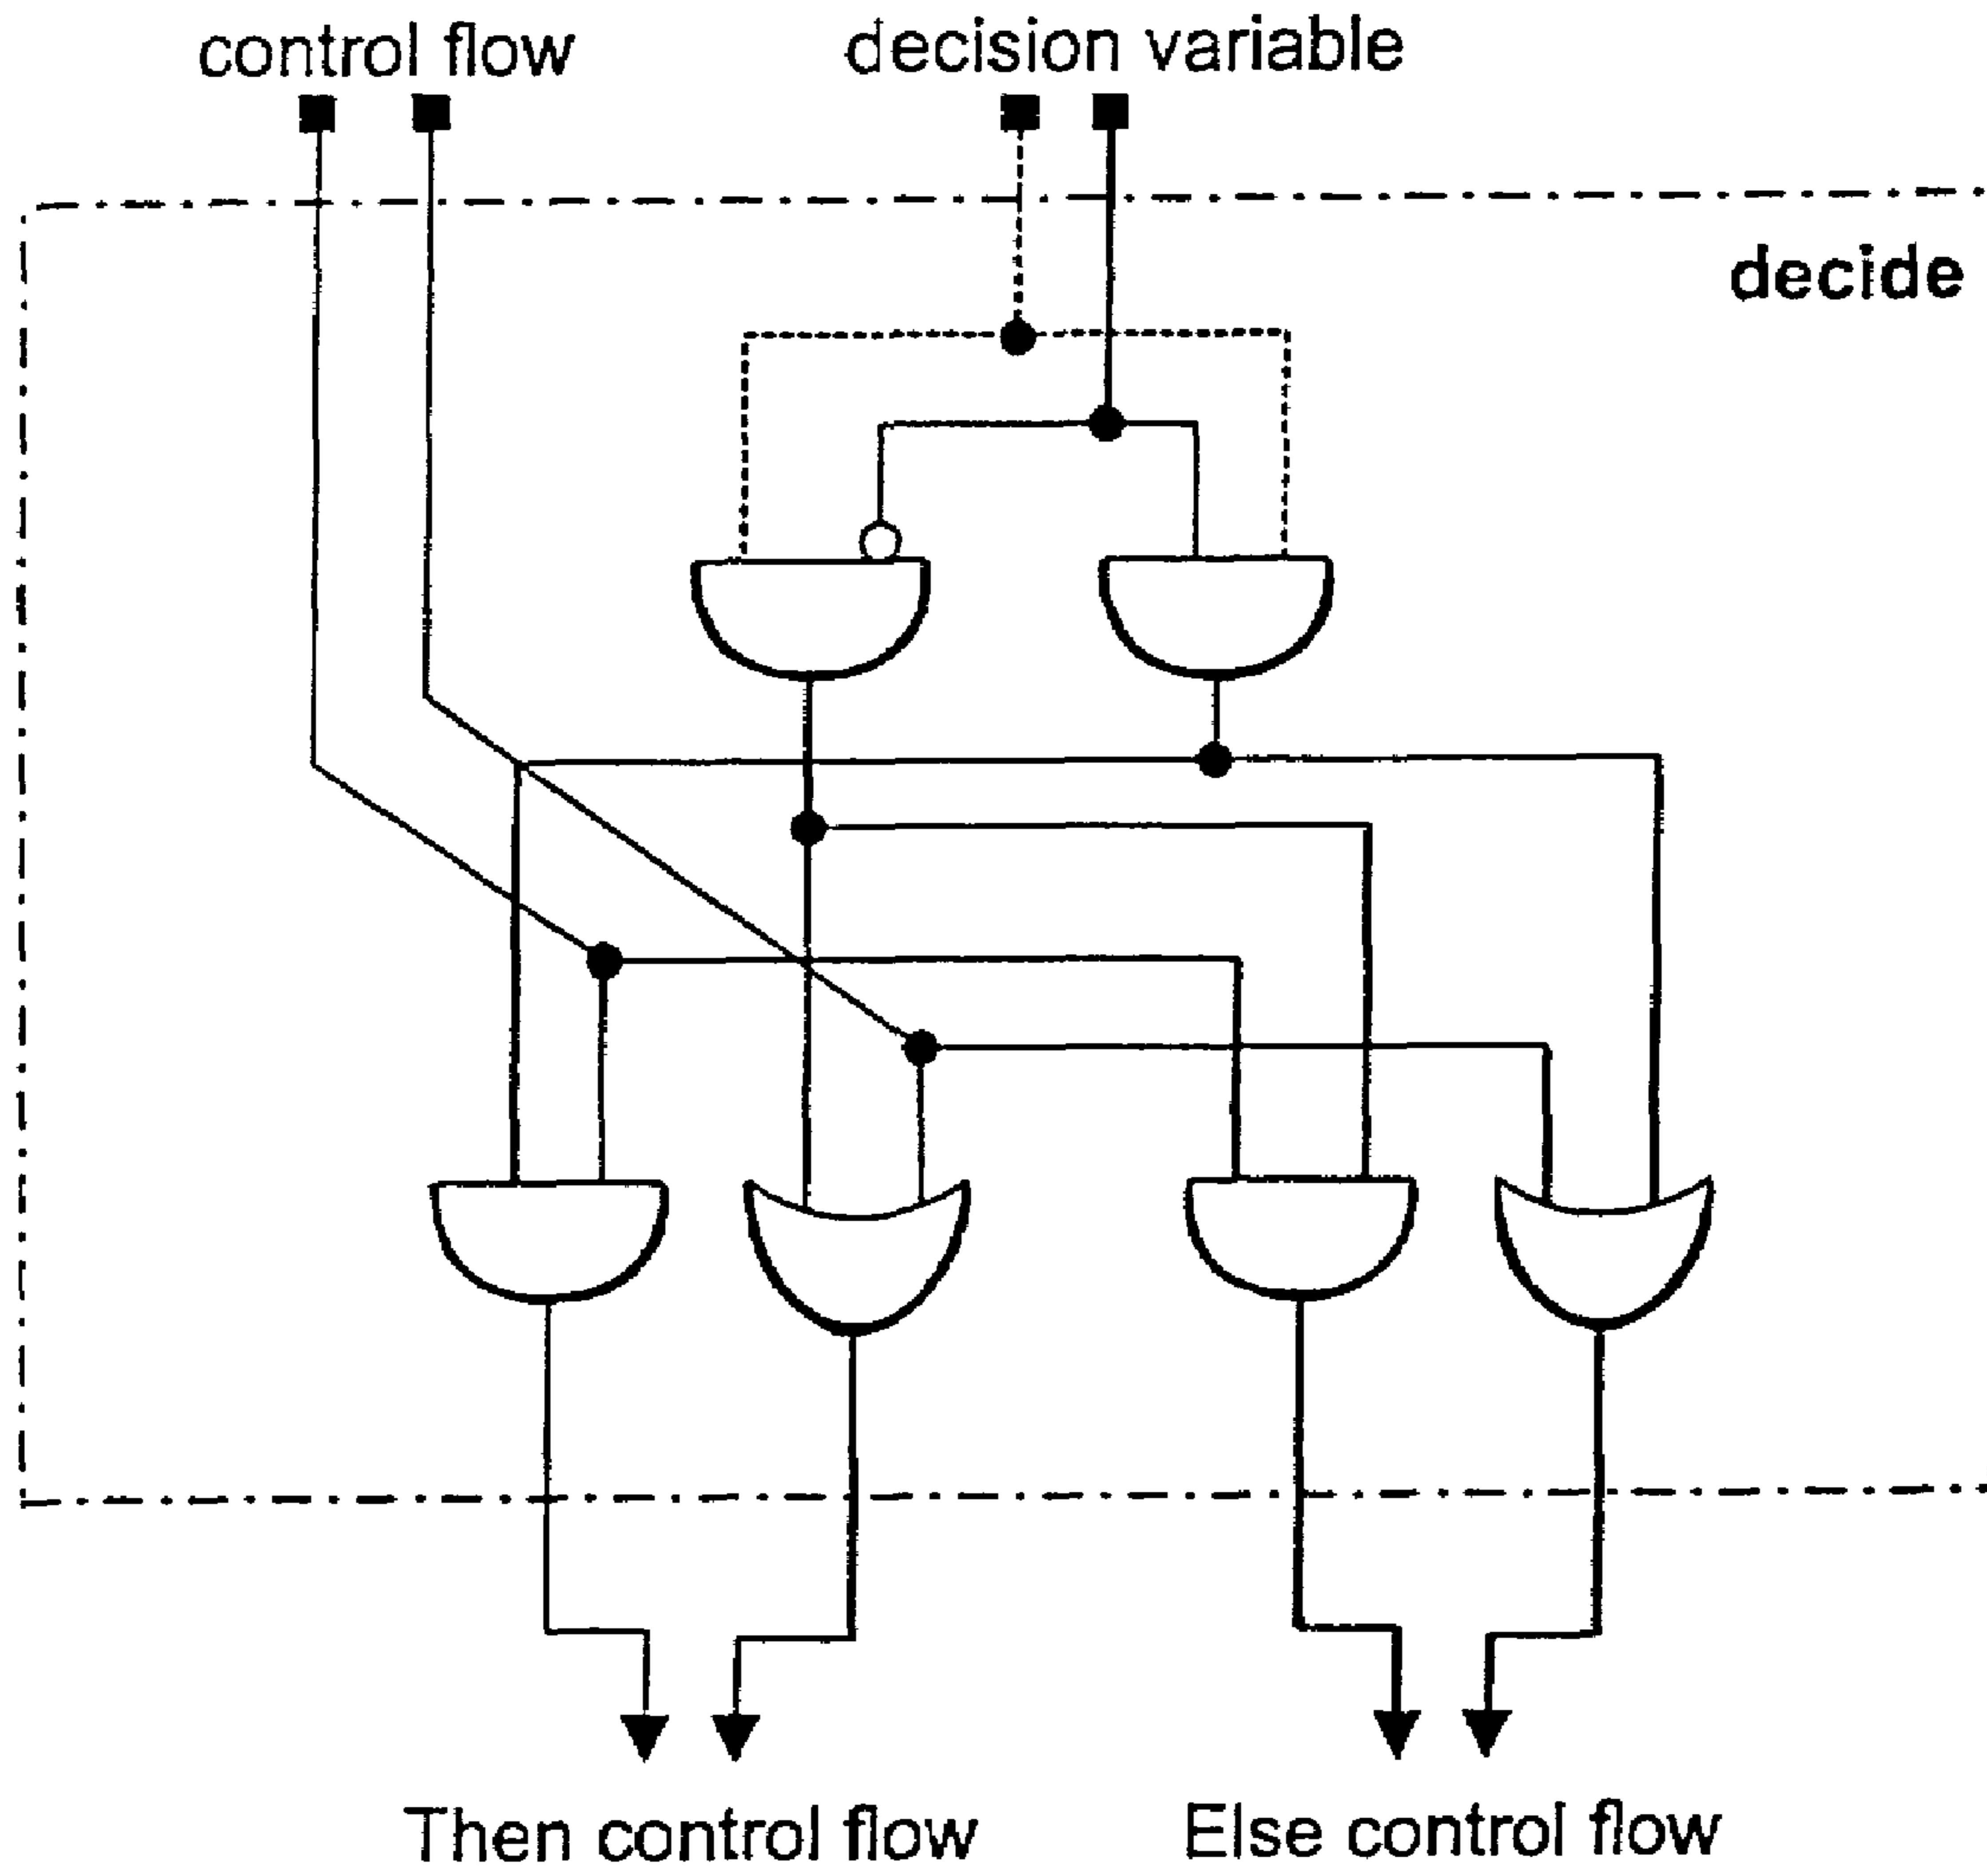 control flow
decision variable
decide
Then control flow
Else control flow